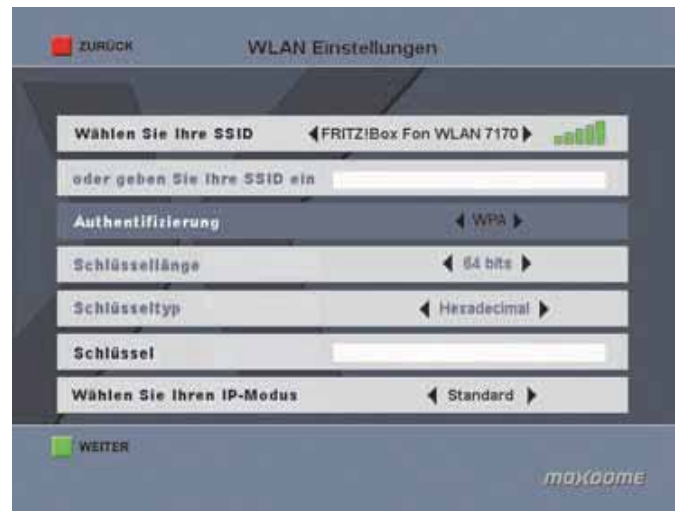 ZURÜCK WLAN Einstellungen
Wählen Sie Ihre SSID FRITZ!Box Fon WLAN 7170
oder geben Sie Ihre SSID ein
Authentifizierung WPA
Schlüssellänge 64 bits
Schlüsseltyp Hexadecimal
Schlüssel
Wählen Sie Ihren IP-Modus Standard
WEITER
maxdome